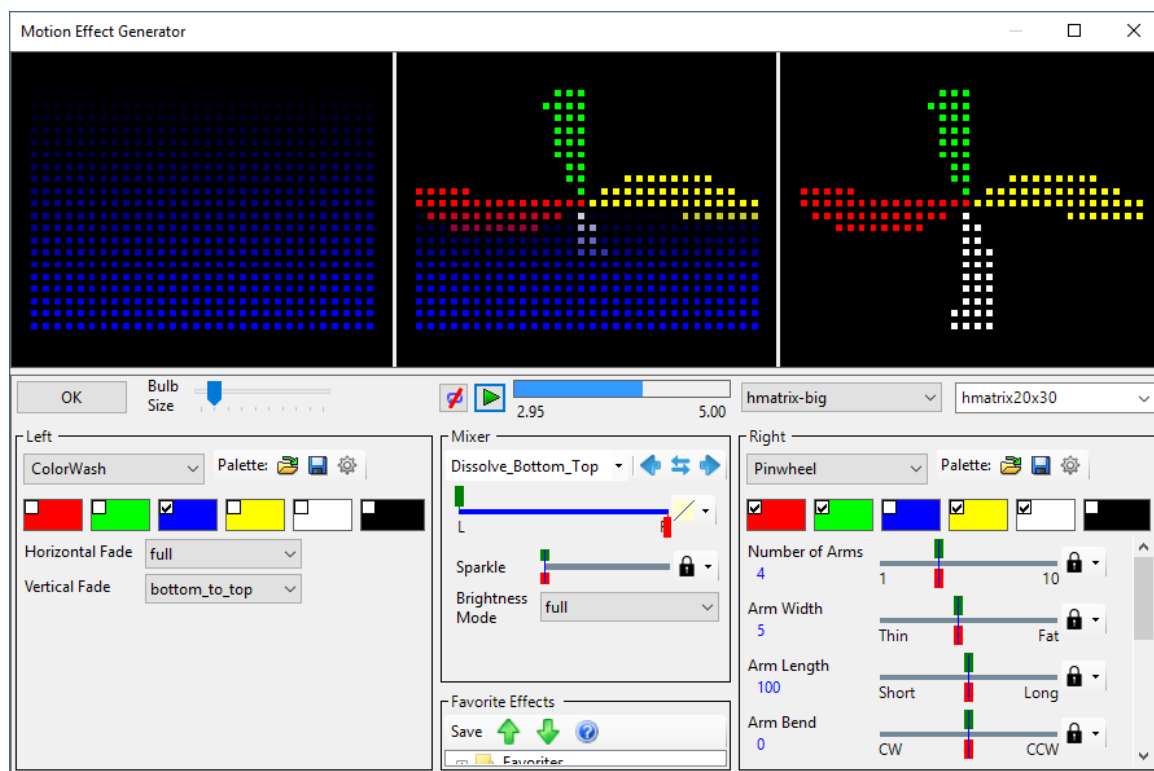 Motion Effect Generator
OK
Bulb
Size
2.95
5.00
hmatrix-big
hmatrix20x30
Left
ColorWash
Palette:
Horizontal Fade
full
Vertical Fade
bottom_to_top
Mixer
Dissolve_Bottom_Top
L
Sparkle
Brightness
Mode
full
Favorite Effects
Save
Favorites
Right
Pinwheel
Palette:
Number of Arms
4
1
10
Arm Width
5
Thin
Fat
Arm Length
100
Short
Long
Arm Bend
0
CW
CCW